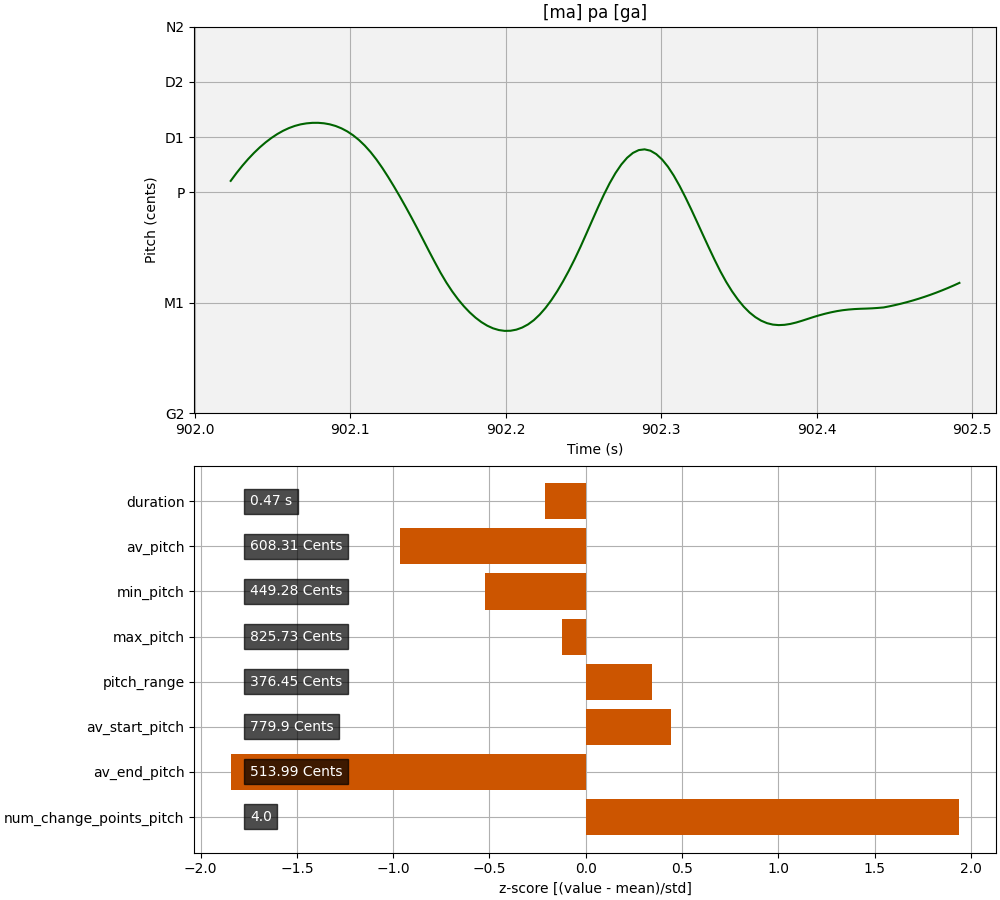 [ma] pa [ga]
N2
D2
D1
P
M1
G2
Pitch (cents)
902.0 902.1 902.2 902.3 902.4 902.5
Time (s)
duration 0.47 s
av_pitch 608.31 Cents
min_pitch 449.28 Cents
max_pitch 825.73 Cents
pitch_range 376.45 Cents
av_start_pitch 779.9 Cents
av_end_pitch 513.99 Cents
num_change_points_pitch 4.0
−2.0 −1.5 −1.0 −0.5 0.0 0.5 1.0 1.5 2.0
z-score [(value - mean)/std]